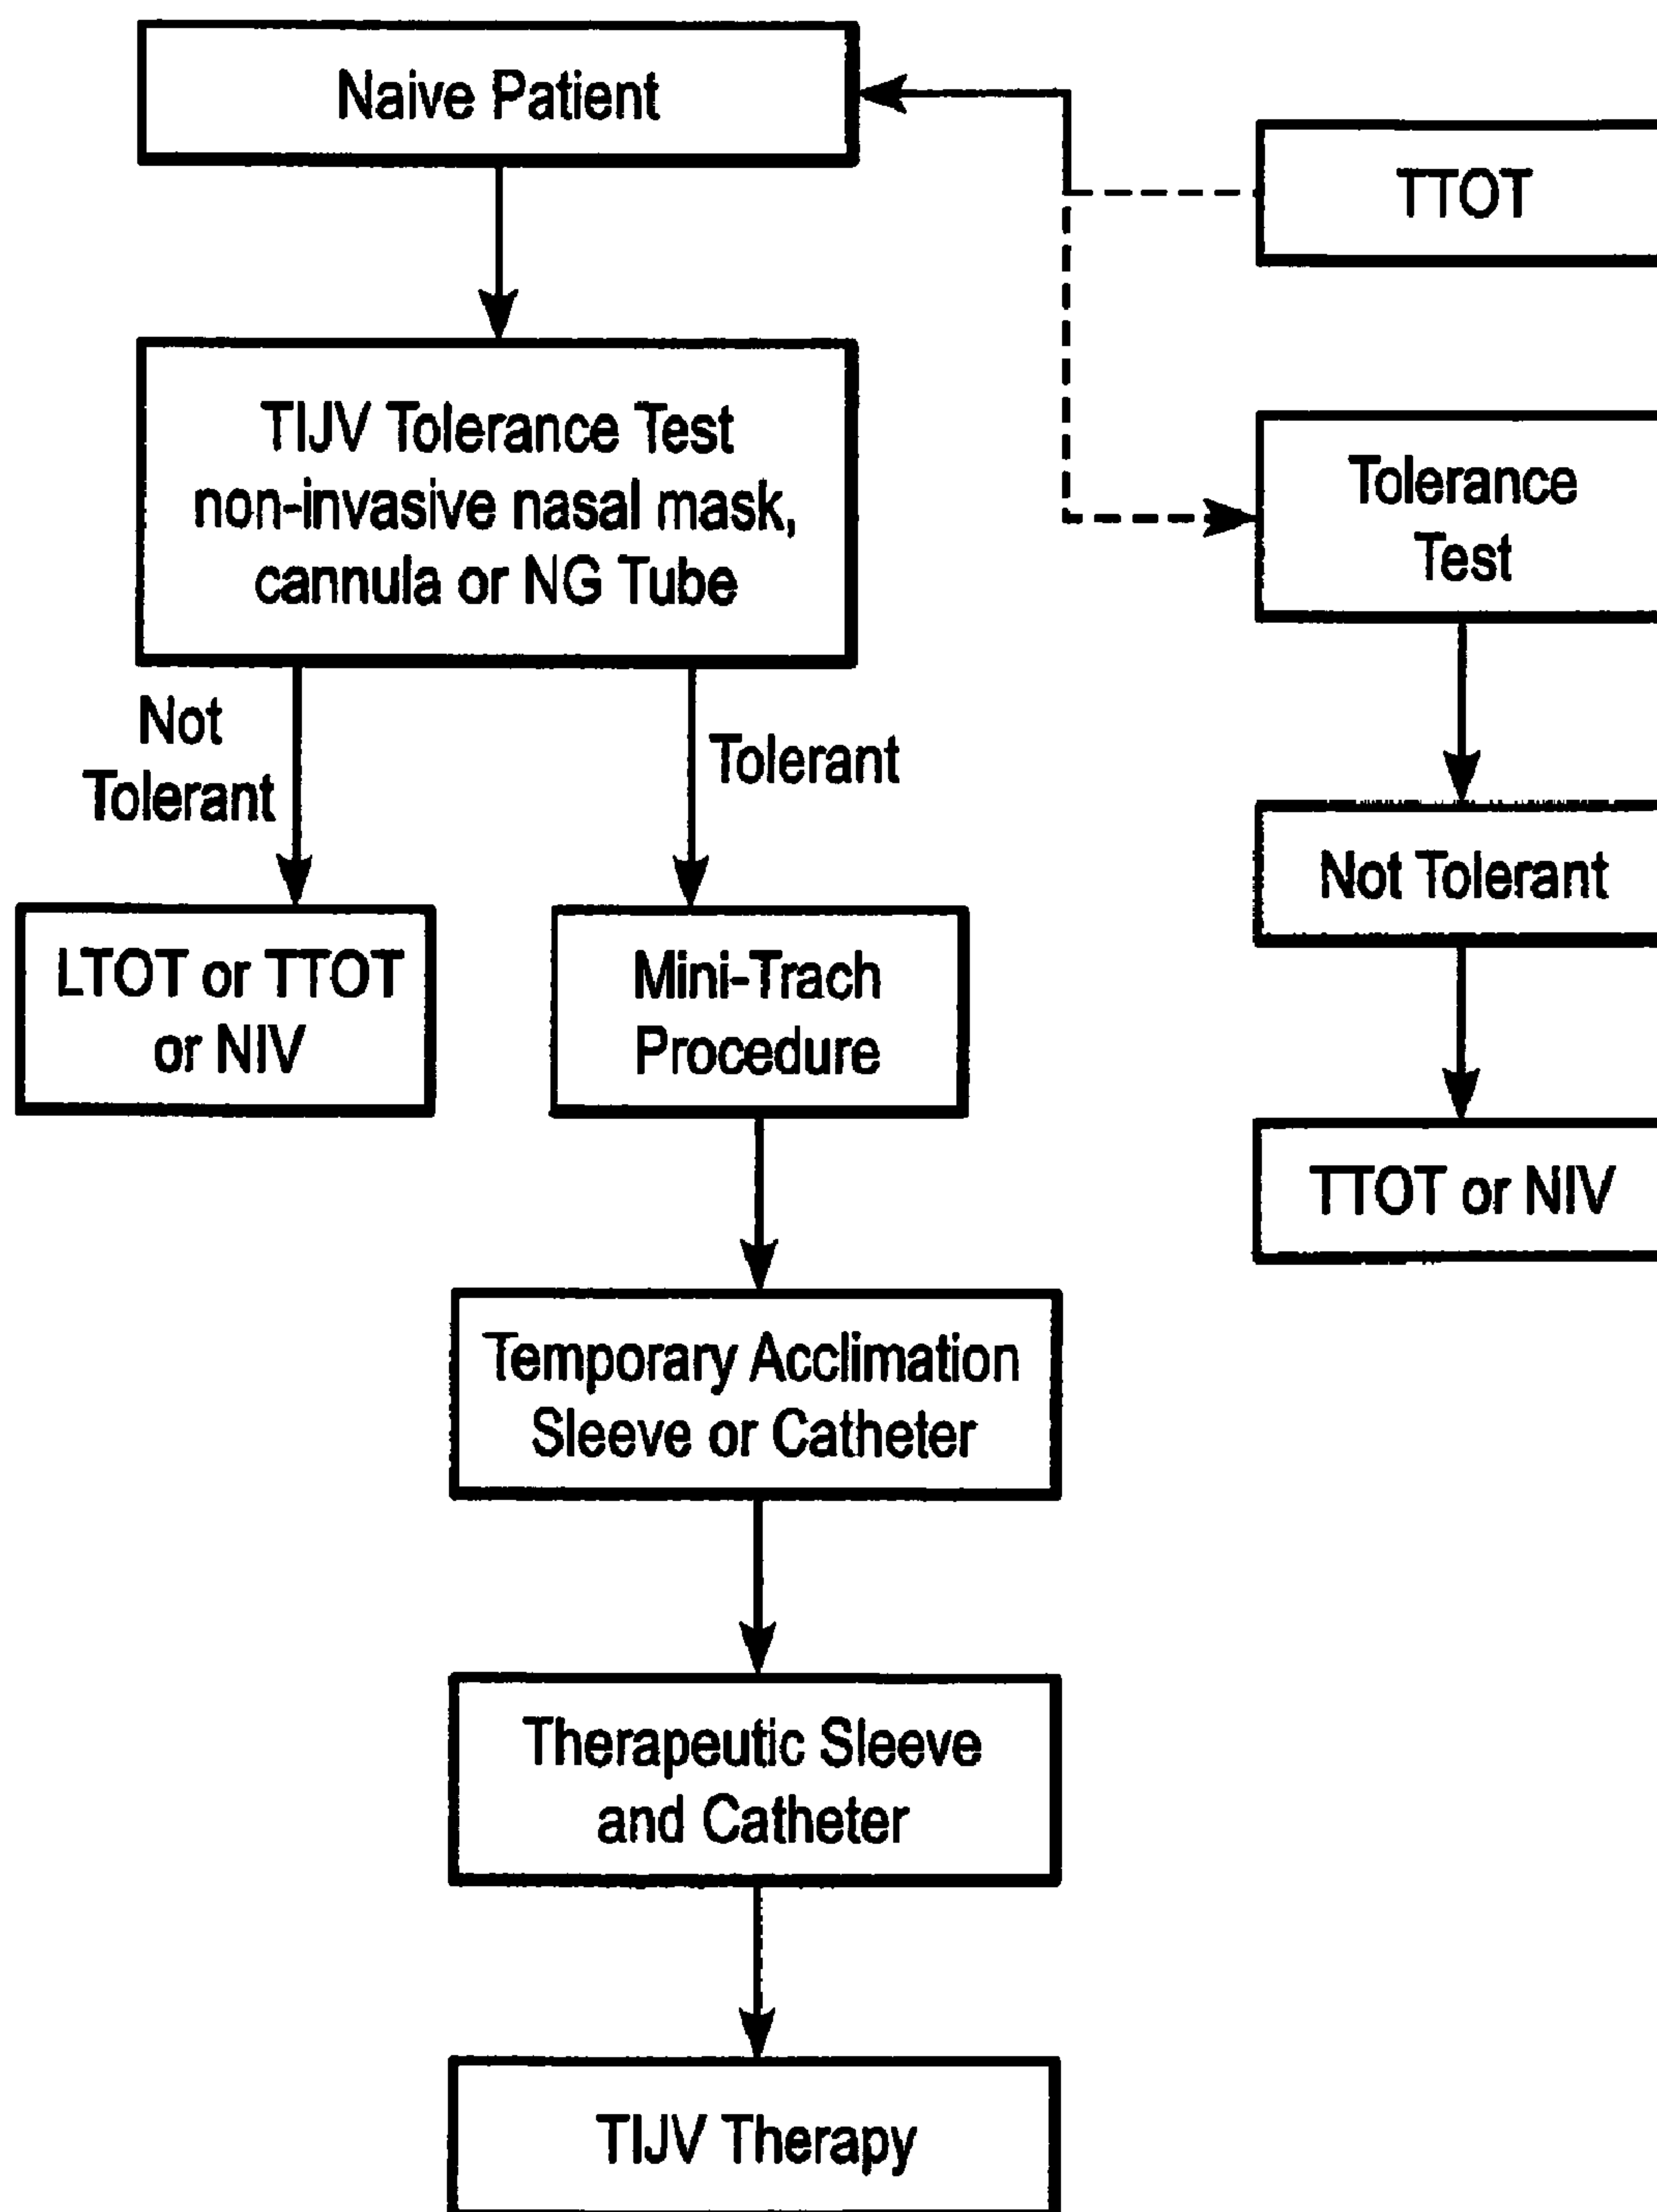 Naive Patient
TTOT
TIJV Tolerance Test
non-invasive nasal mask,
cannula or NG Tube
Tolerance
Test
Not
Tolerant
Tolerant
Not Tolerant
LTOT or TTOT
or NIV
Mini-Trach
Procedure
TTOT or NIV
Temporary Acclimation
Sleeve or Catheter
Therapeutic Sleeve
and Catheter
TIJV Therapy